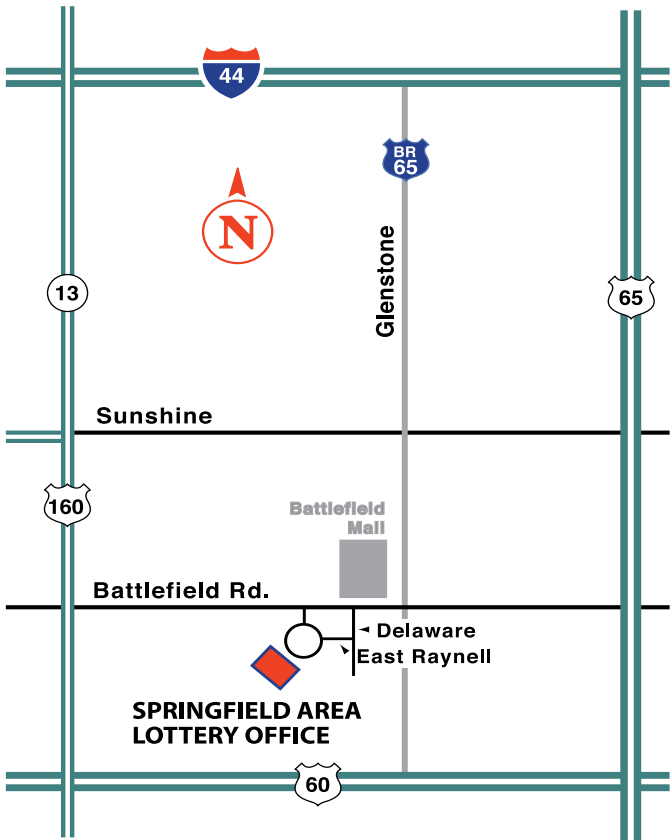 44
BR
65
N
Glenstone
13
65
Sunshine
160
Battlefield
Mall
Battlefield Rd.
Delaware
East Raynell
SPRINGFIELD AREA
LOTTERY OFFICE
60